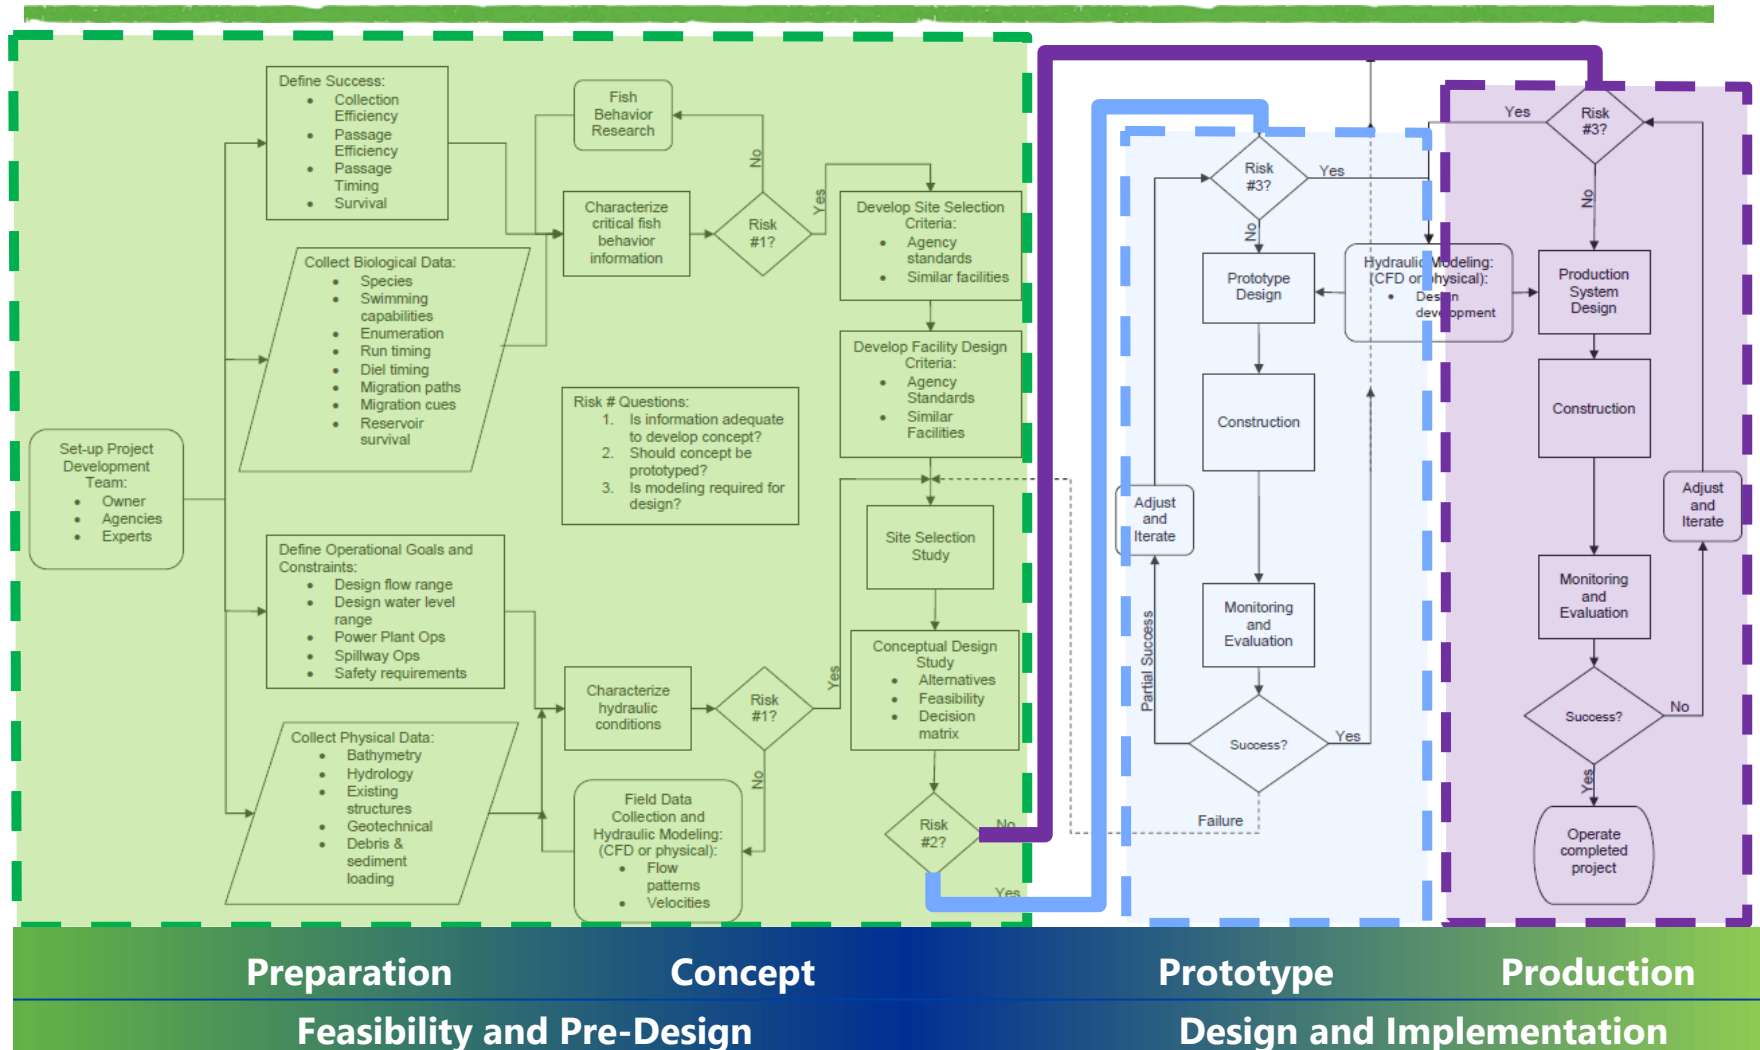 Define Success:
• Collection
Efficiency
• Passage
Efficiency
• Passage
Timing
• Survival
Collect Biological Data:
• Species
• Swimming
capabilities
• Enumeration
• Run timing
• Diel timing
• Migration paths
• Migration cues
• Reservoir
survival
Set-up Project
Development
Team:
• Owner
• Agencies
• Experts
Define Operational Goals and
Constraints:
• Design flow range
• Design water level
range
• Power Plant Ops
• Spillway Ops
• Safety requirements
Collect Physical Data:
• Bathymetry
• Hydrology
• Existing
structures
• Geotechnical
• Debris &
sediment
loading
Fish
Behavior
Research
Characterize
critical fish
behavior
information
No
Risk
#1?
Yes
Risk # Questions:
1. Is information adequate
to develop concept?
2. Should concept be
prototyped?
3. Is modeling required for
design?
Characterize
hydraulic
conditions
Risk
#1?
Yes
No
Field Data
Collection and
Hydraulic Modeling:
(CFD or physical):
• Flow
patterns
• Velocities
Develop Site Selection
Criteria:
• Agency
standards
• Similar facilities
Develop Facility Design
Criteria:
• Agency
Standards
• Similar
Facilities
Site Selection
Study
Conceptual Design
Study
• Alternatives
• Feasibility
• Decision
matrix
Risk
#2?
No
Yes
Risk
#3?
Yes
No
Prototype
Design
Construction
Adjust
and
Iterate
Monitoring
and
Evaluation
Partial Success
Success?
Yes
Failure
Hydraulic Modeling:
(CFD or physical):
• Design
development
Yes
Risk
#3?
No
Production
System
Design
Construction
Adjust
and
Iterate
Monitoring
and
Evaluation
Success?
No
Yes
Operate
completed
project
Preparation
Concept
Prototype
Production
Feasibility and Pre-Design
Design and Implementation